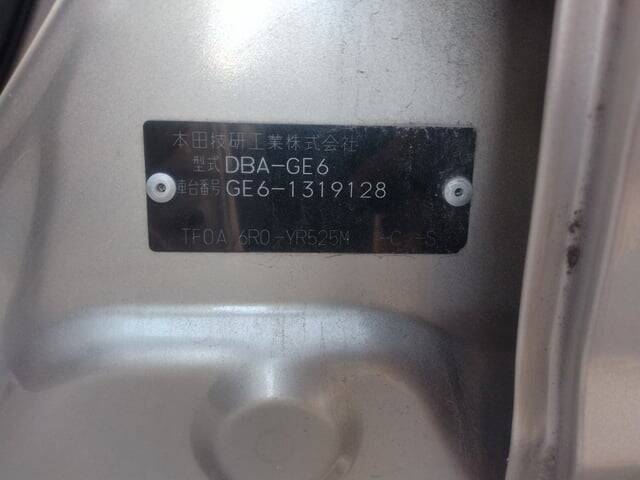 本田技研工業株式会社
型式 DBA-GE6
車台番号 GE6-1319128
TF0A 6R0-YR525M -C -S